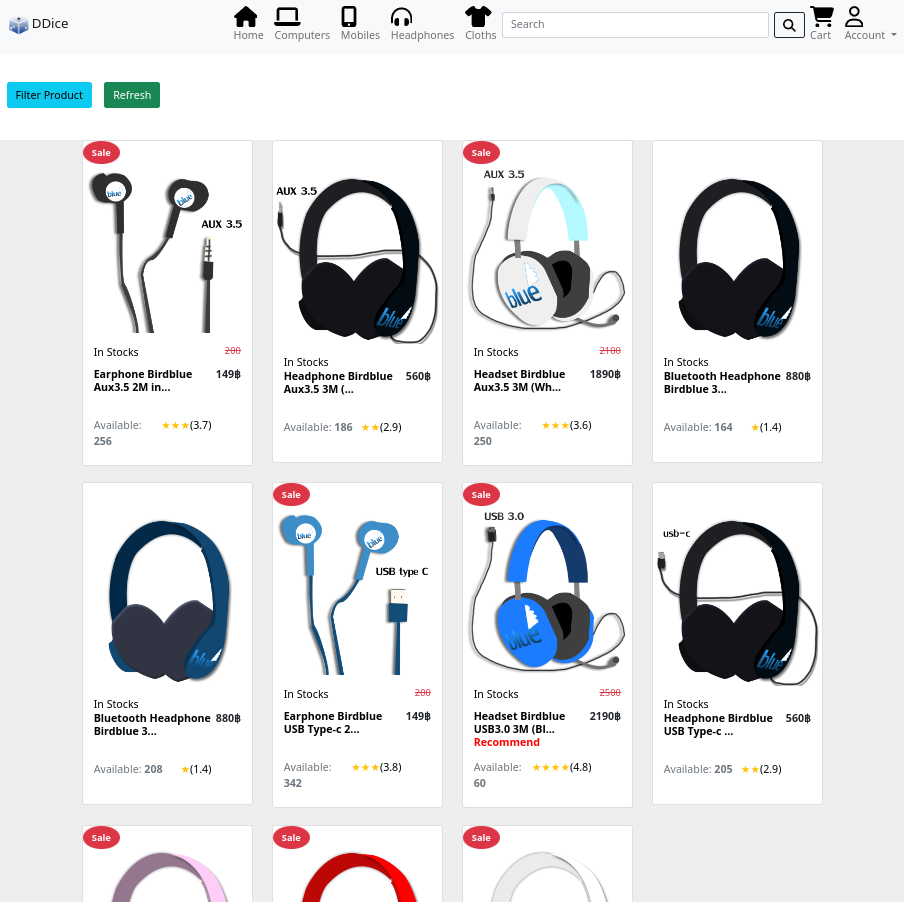 DDice
Home Computers Mobiles Headphones Cloths Search Cart Account
Filter Product Refresh
Sale
blue blue
AUX 3.5
In Stocks 200
Earphone Birdblue 149฿
Aux3.5 2M in...
Available: ★★★(3.7)
256
AUX 3.5
blue
In Stocks
Headphone Birdblue 560฿
Aux3.5 3M (...
Available: 186 ★★(2.9)
Sale
AUX 3.5
blue
In Stocks 2100
Headset Birdblue 1890฿
Aux3.5 3M (Wh...
Available: ★★★(3.6)
250
blue
In Stocks
Bluetooth Headphone 880฿
Birdblue 3...
Available: 164 ★(1.4)
blue
In Stocks
Bluetooth Headphone 880฿
Birdblue 3...
Available: 208 ★(1.4)
Sale
blue blue
USB type C
In Stocks 200
Earphone Birdblue 149฿
USB Type-c 2...
Available: ★★★(3.8)
342
Sale
USB 3.0
blue
In Stocks 2500
Headset Birdblue 2190฿
USB3.0 3M (Bl...
Recommend
Available: ★★★★(4.8)
60
usb-c
blue
In Stocks
Headphone Birdblue 560฿
USB Type-c ...
Available: 205 ★★(2.9)
Sale
Sale
Sale